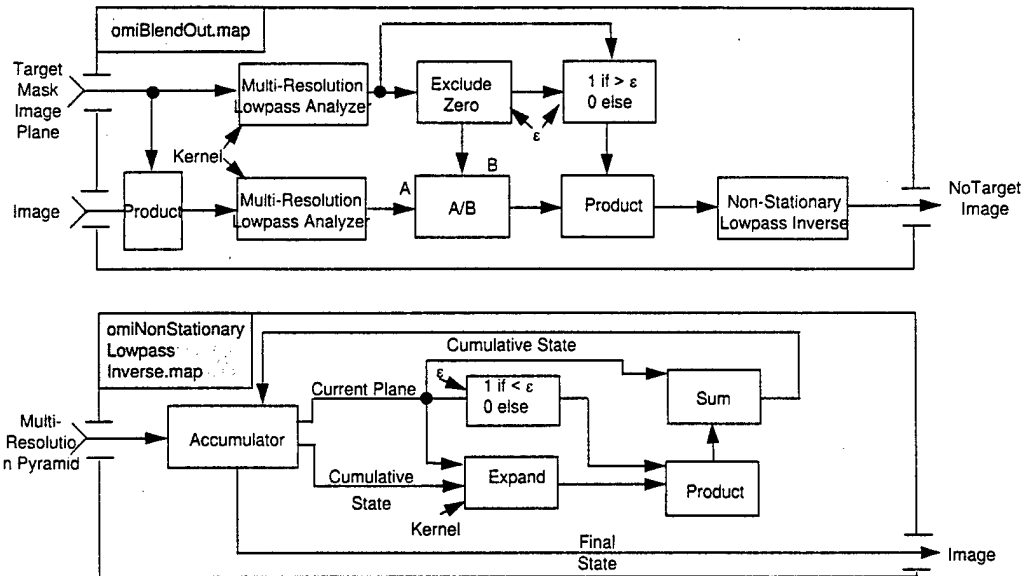 omiBlendOut.map
Target
Mask
Image
Plane
Multi-Resolution
Lowpass Analyzer
Exclude
Zero
1 if > ε
0 else
ε
Kernel
B
Image
Product
Multi-Resolution
Lowpass Analyzer
A
A/B
Product
Non-Stationary
Lowpass Inverse
NoTarget
Image
omiNonStationary
Lowpass
Inverse.map
Cumulative State
ε
Current Plane
1 if < ε
0 else
Sum
Multi-
Resolutio
n Pyramid
Accumulator
Cumulative
State
Expand
Product
Kernel
Final
State
Image